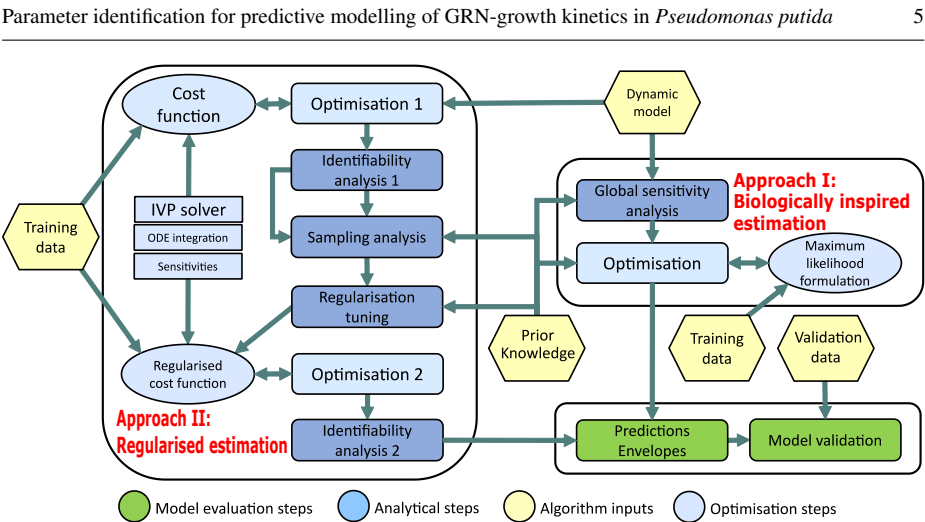 Parameter identification for predictive modelling of GRN-growth kinetics in Pseudomonas putida 5
Cost
function
Optimisation 1
Dynamic
model
Identifiability
analysis 1
Global sensitivity
analysis
Approach I:
Biologically inspired
estimation
Training
data
IVP solver
ODE integration
Sensitivities
Sampling analysis
Optimisation
Maximum
likelihood
formulation
Regularisation
tuning
Prior
Knowledge
Training
data
Validation
data
Regularised
cost function
Optimisation 2
Approach II:
Regularised estimation
Identifiability
analysis 2
Predictions
Envelopes
Model validation
Model evaluation steps
Analytical steps
Algorithm inputs
Optimisation steps